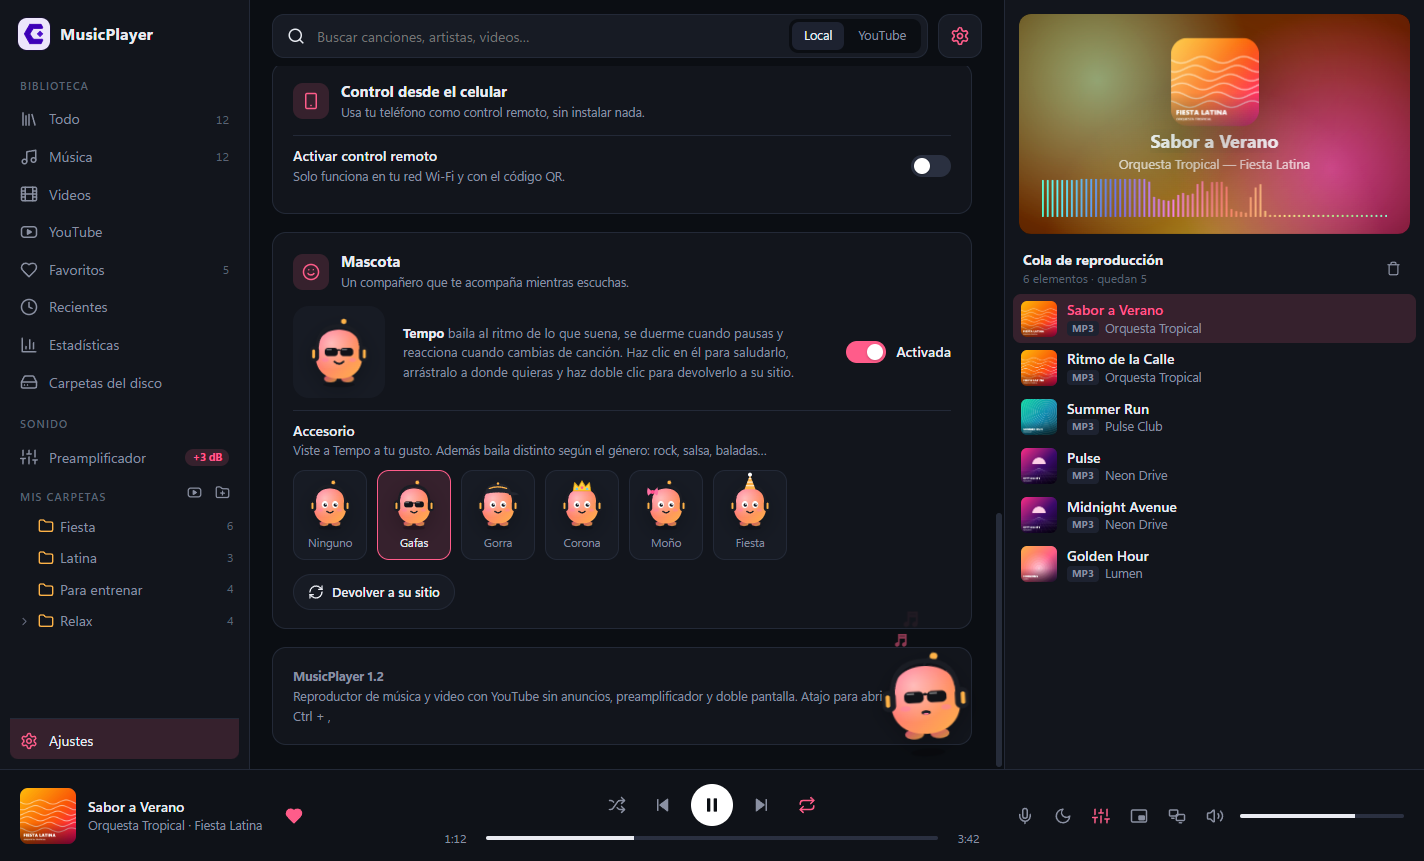 MusicPlayer
BIBLIOTECA
Todo 12
Música 12
Videos
YouTube
Favoritos 5
Recientes
Estadísticas
Carpetas del disco
SONIDO
Preamplificador +3 dB
MIS CARPETAS
Fiesta 6
Latina 3
Para entrenar 4
Relax 4
Ajustes
Buscar canciones, artistas, videos... Local YouTube
Control desde el celular
Usa tu teléfono como control remoto, sin instalar nada.
Activar control remoto
Solo funciona en tu red Wi-Fi y con el código QR.
Mascota
Un compañero que te acompaña mientras escuchas.
Tempo baila al ritmo de lo que suena, se duerme cuando pausas y
reacciona cuando cambias de canción. Haz clic en él para saludarlo,
arrástralo a donde quieras y haz doble clic para devolverlo a su sitio.
Activada
Accesorio
Viste a Tempo a tu gusto. Además baila distinto según el género: rock, salsa, baladas...
Ninguno Gafas Gorra Corona Moño Fiesta
Devolver a su sitio
MusicPlayer 1.2
Reproductor de música y video con YouTube sin anuncios, preamplificador y doble pantalla. Atajo para abri
Ctrl + ,
FIESTA LATINA
Sabor a Verano
Orquesta Tropical — Fiesta Latina
Cola de reproducción
6 elementos · quedan 5
Sabor a Verano
MP3 Orquesta Tropical
Ritmo de la Calle
MP3 Orquesta Tropical
Summer Run
MP3 Pulse Club
Pulse
MP3 Neon Drive
Midnight Avenue
MP3 Neon Drive
Golden Hour
MP3 Lumen
FIESTA LATINA
Sabor a Verano
Orquesta Tropical · Fiesta Latina
1:12 3:42